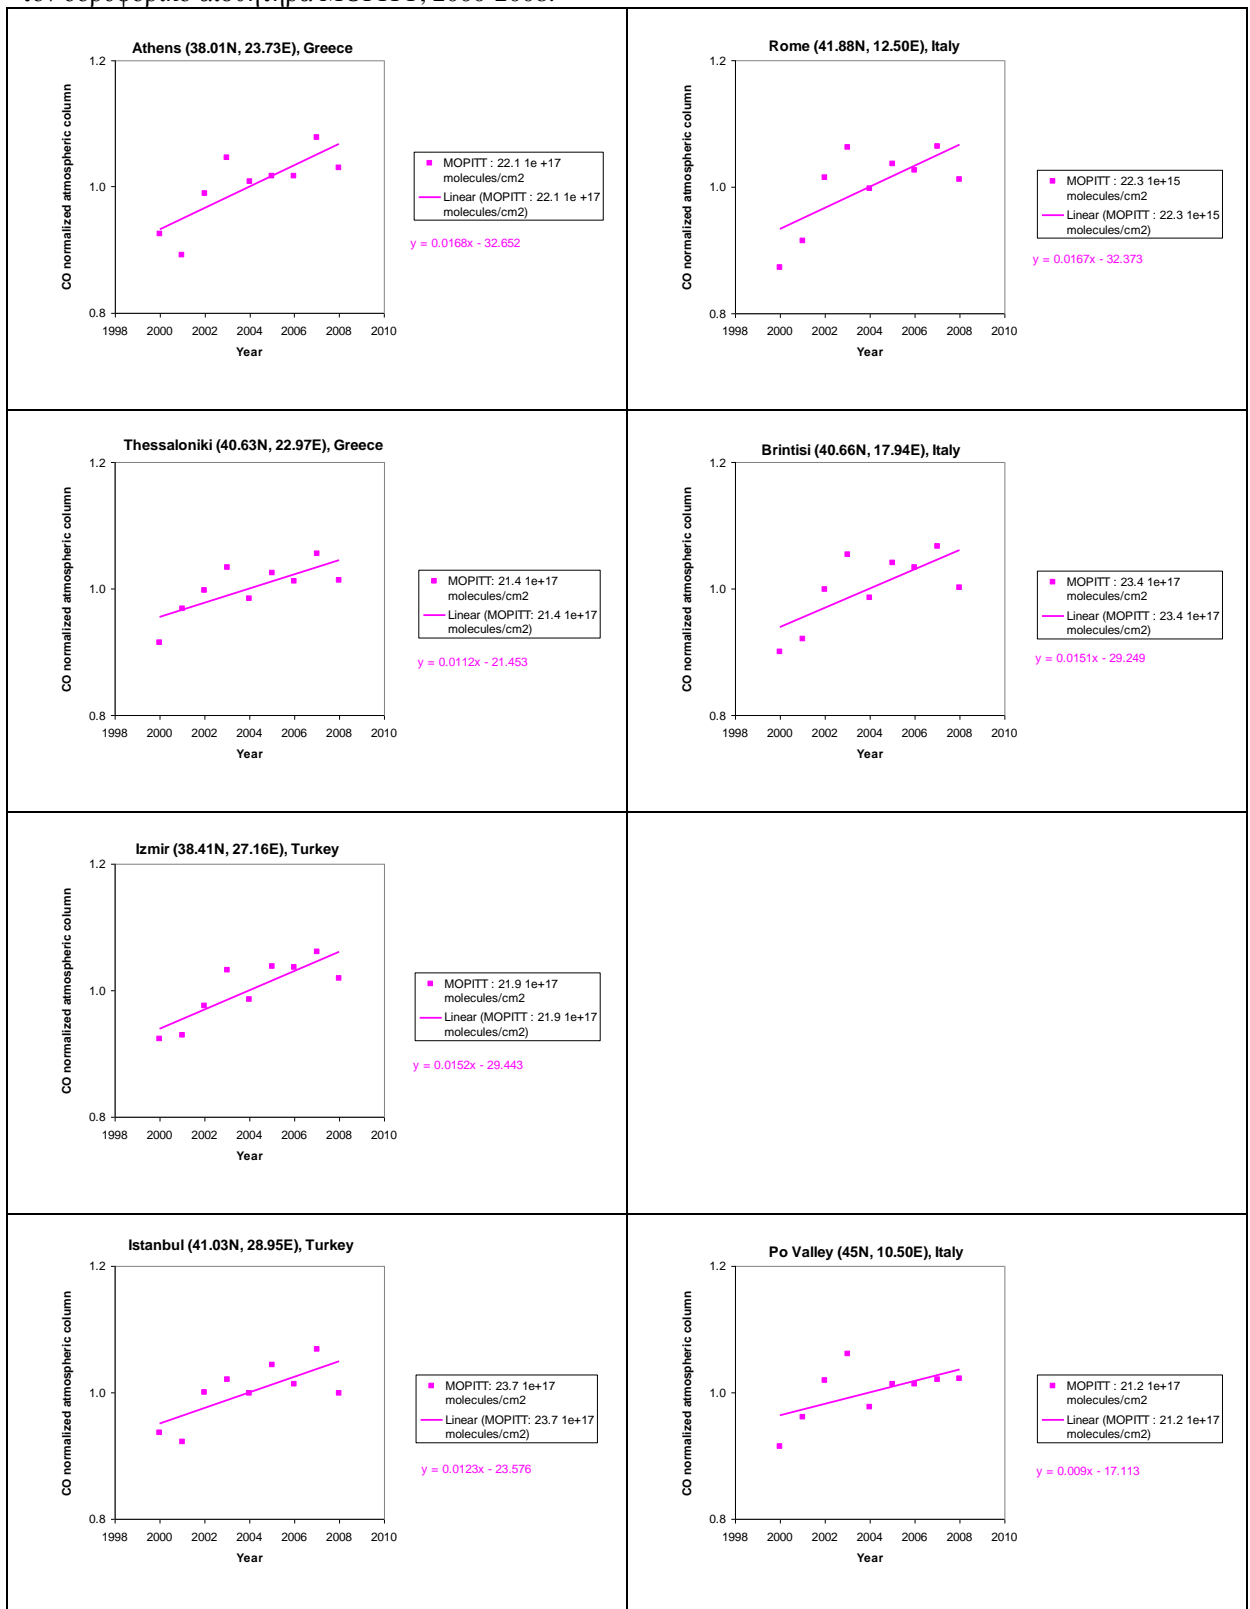 2000-2008.
Athens (38.01N, 23.73E), Greece
1.2
1.0
0.8
CO normalized atmospheric column
1998 2000 2002 2004 2006 2008 2010
Year
MOPITT : 22.1 1e +17
molecules/cm2
Linear (MOPITT : 22.1 1e +17
molecules/cm2)
y = 0.0168x - 32.652
Rome (41.88N, 12.50E), Italy
1.2
1.0
0.8
CO normalized atmospheric column
1998 2000 2002 2004 2006 2008 2010
Year
MOPITT : 22.3 1e+15
molecules/cm2
Linear (MOPITT : 22.3 1e+15
molecules/cm2)
y = 0.0167x - 32.373
Thessaloniki (40.63N, 22.97E), Greece
1.2
1.0
0.8
CO normalized atmospheric column
1998 2000 2002 2004 2006 2008 2010
Year
MOPITT: 21.4 1e+17
molecules/cm2
Linear (MOPITT: 21.4 1e+17
molecules/cm2)
y = 0.0112x - 21.453
Brintisi (40.66N, 17.94E), Italy
1.2
1.0
0.8
CO normalized atmospheric column
1998 2000 2002 2004 2006 2008 2010
Year
MOPITT : 23.4 1e+17
molecules/cm2
Linear (MOPITT : 23.4 1e+17
molecules/cm2)
y = 0.0151x - 29.249
Izmir (38.41N, 27.16E), Turkey
1.2
1.0
0.8
CO normalized atmospheric column
1998 2000 2002 2004 2006 2008 2010
Year
MOPITT : 21.9 1e+17
molecules/cm2
Linear (MOPITT : 21.9 1e+17
molecules/cm2)
y = 0.0152x - 29.443
Istanbul (41.03N, 28.95E), Turkey
1.2
1.0
0.8
CO normalized atmospheric column
1998 2000 2002 2004 2006 2008 2010
Year
MOPITT: 23.7 1e+17
molecules/cm2
Linear (MOPITT: 23.7 1e+17
molecules/cm2)
y = 0.0123x - 23.576
Po Valley (45N, 10.50E), Italy
1.2
1.0
0.8
CO normalized atmospheric column
1998 2000 2002 2004 2006 2008 2010
Year
MOPITT : 21.2 1e+17
molecules/cm2
Linear (MOPITT : 21.2 1e+17
molecules/cm2)
y = 0.009x - 17.113